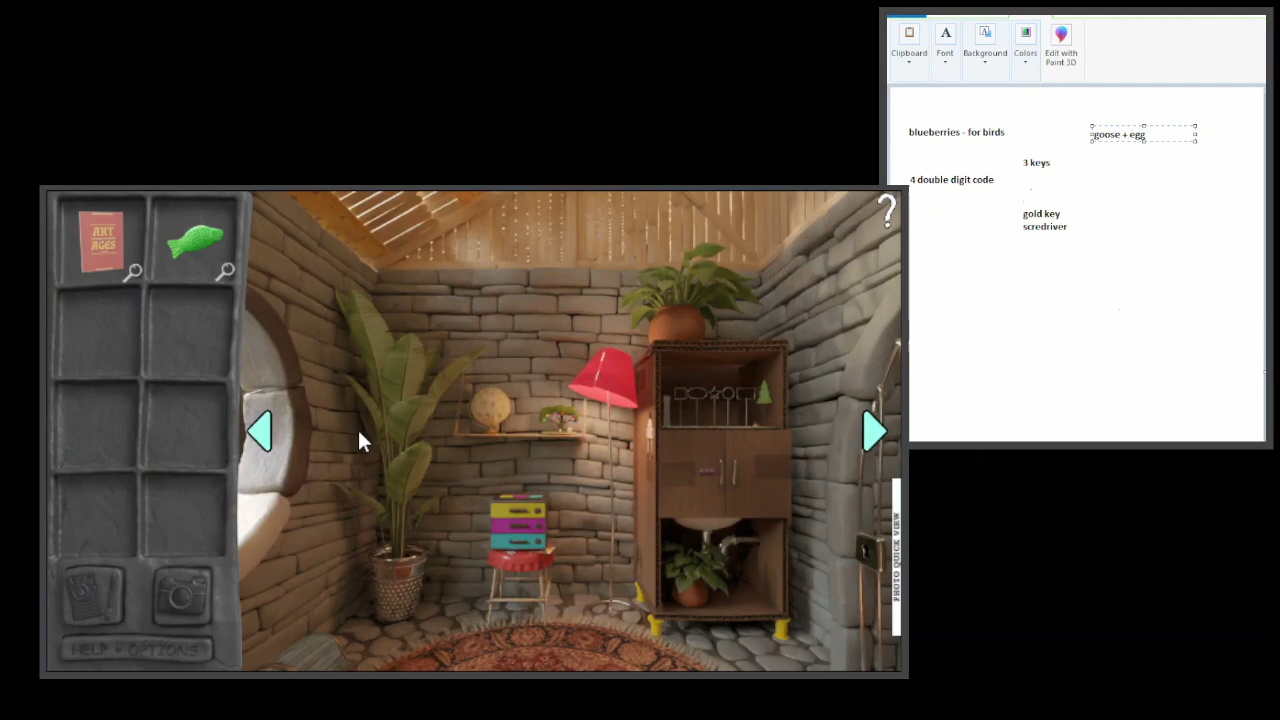 Clipboard
Font
Background
Colors
Edit with
Paint 3D
blueberries - for birds
goose + egg
3 keys
4 double digit code
gold key
scredriver
ART
AGES
?
PHOTO QUICK VIEW
HELP & OPTIONS